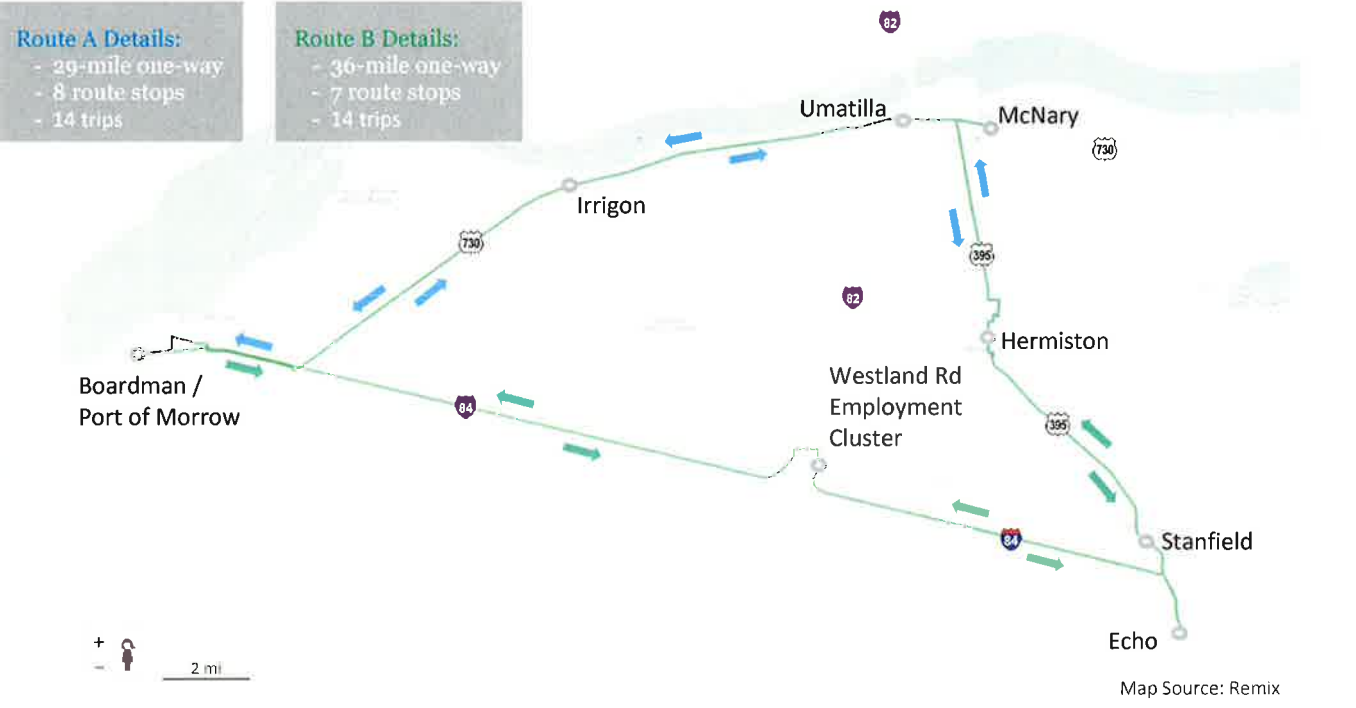 Route A Details:
- 29-mile one-way
- 8 route stops
- 14 trips
Route B Details:
- 36-mile one-way
- 7 route stops
- 14 trips
82
Umatilla
McNary
730
Irrigon
730
395
82
Hermiston
Boardman /
Port of Morrow
84
Westland Rd
Employment
Cluster
395
84
Stanfield
Echo
+
-
2 mi
Map Source: Remix